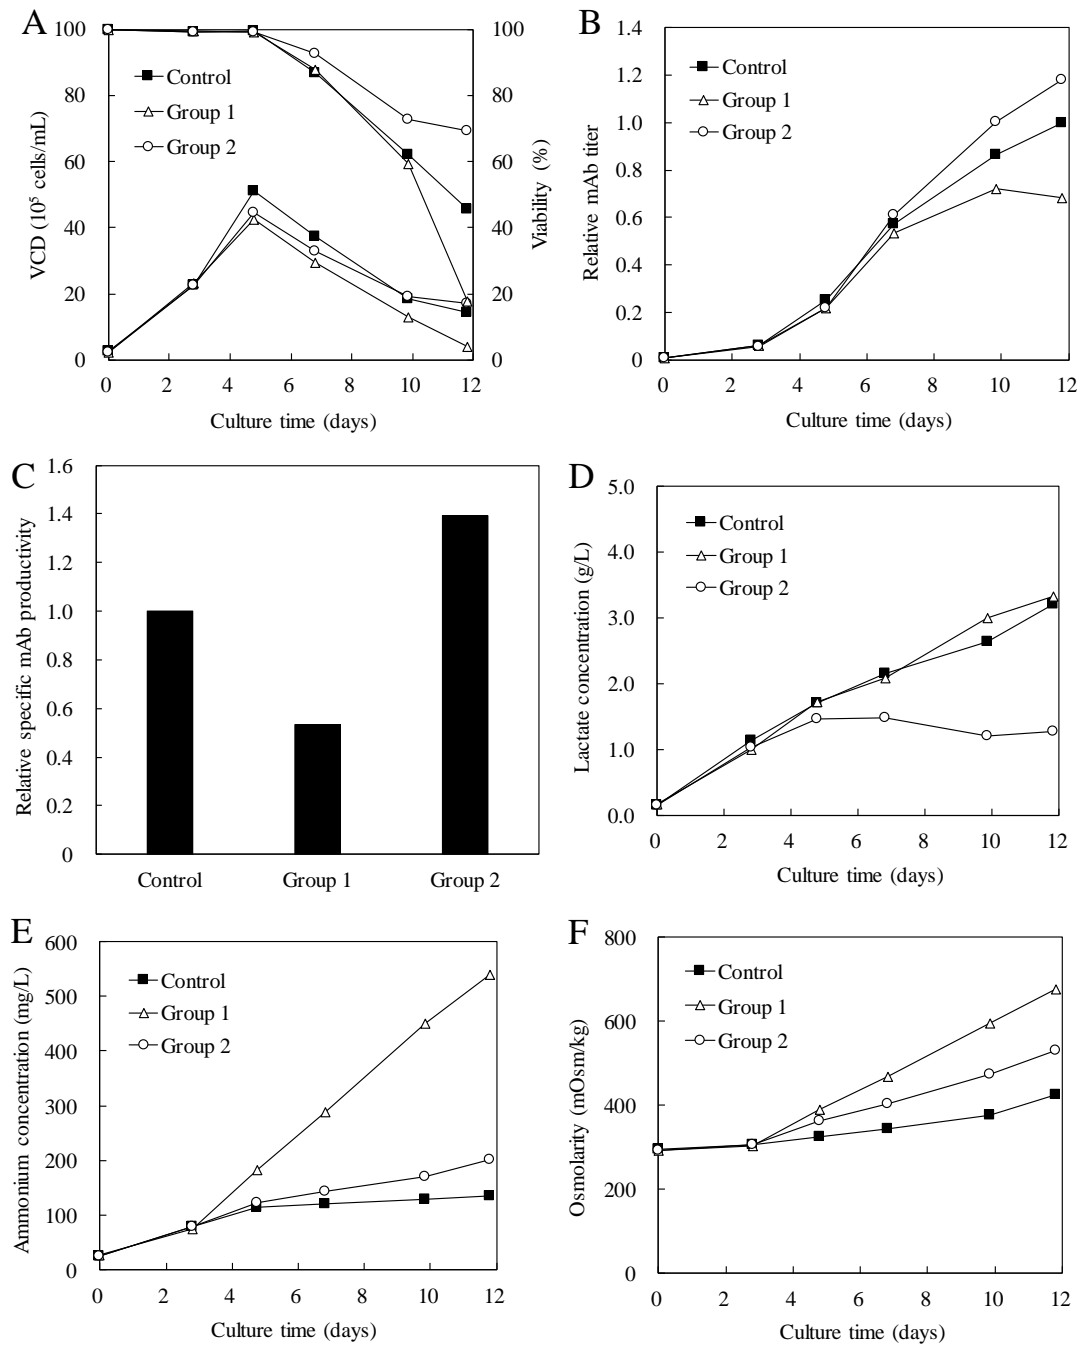 A
VCD (10⁵ cells/mL)
100
80
60
40
20
0
Control
Group 1
Group 2
100
80
60
40
20
0
Viability (%)
0 2 4 6 8 10 12
Culture time (days)
B
Relative mAb titer
1.4
1.2
1.0
0.8
0.6
0.4
0.2
0
Control
Group 1
Group 2
0 2 4 6 8 10 12
Culture time (days)
C
Relative specific mAb productivity
1.6
1.4
1.2
1.0
0.8
0.6
0.4
0.2
0
Control Group 1 Group 2
D
Lactate concentration (g/L)
5.0
4.0
3.0
2.0
1.0
0.0
Control
Group 1
Group 2
0 2 4 6 8 10 12
Culture time (days)
E
Ammonium concentration (mg/L)
600
500
400
300
200
100
0
Control
Group 1
Group 2
0 2 4 6 8 10 12
Culture time (days)
F
Osmolarity (mOsm/kg)
800
600
400
200
0
Control
Group 1
Group 2
0 2 4 6 8 10 12
Culture time (days)